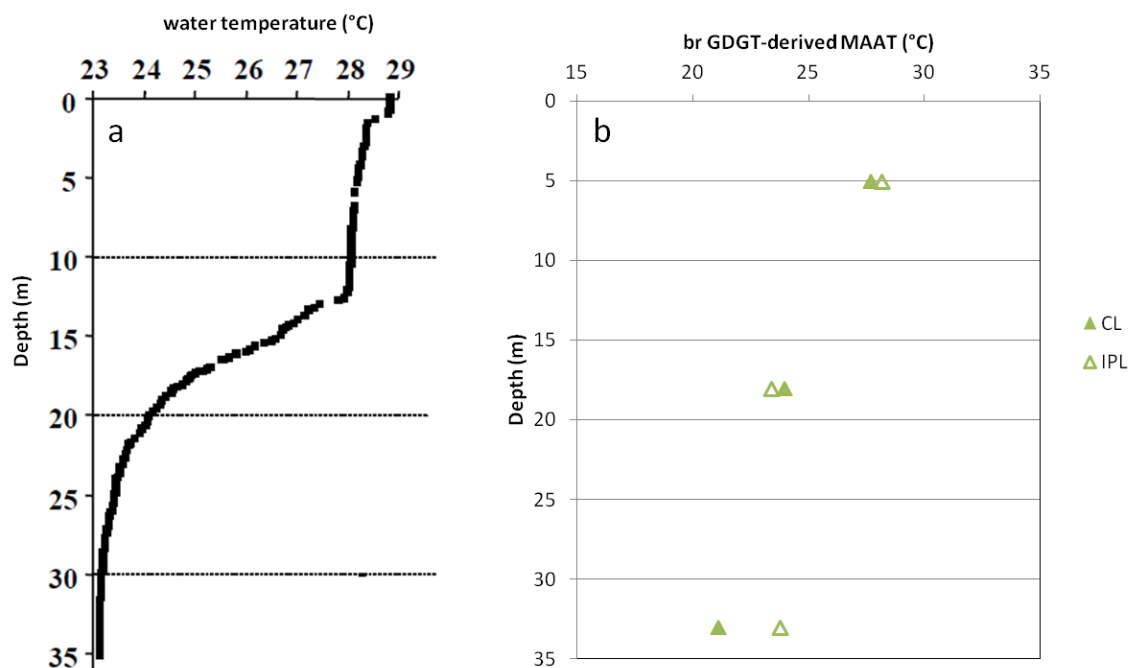 water temperature (°C)
23 24 25 26 27 28 29
0
5
10
15
20
25
30
35
Depth (m)
a
br GDGT-derived MAAT (°C)
15 20 25 30 35
0
5
10
15
20
25
30
35
Depth (m)
b
CL
IPL